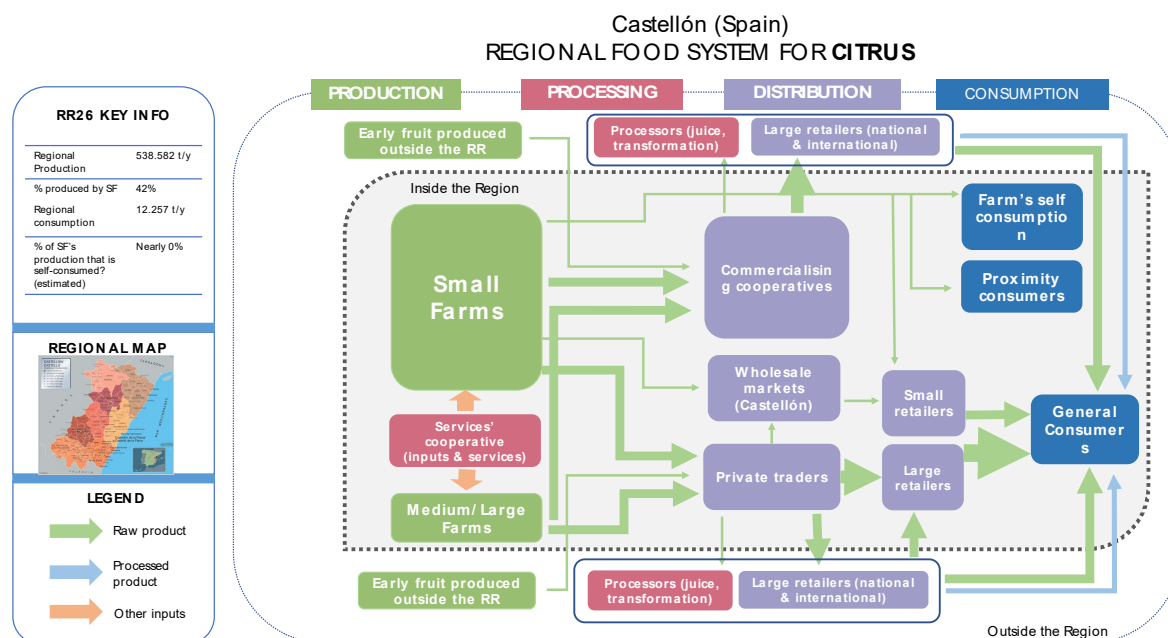 Castellón (Spain)
REGIONAL FOOD SYSTEM FOR CITRUS
RR26 KEY INFO
Regional
Production
538.582 t/y
% produced by SF
42%
Regional
consumption
12.257 t/y
% of SF's
production that is
self-consumed?
(estimated)
Nearly 0%
REGIONAL MAP
LEGEND
Raw product
Processed
product
Other inputs
PRODUCTION
PROCESSING
DISTRIBUTION
CONSUMPTION
Early fruit produced
outside the RR
Processors (juice,
transformation)
Large retailers (national
& international)
Inside the Region
Small
Farms
Commercialisin
g cooperatives
Farm's self
consumptio
n
Proximity
consumers
Wholesale
markets
(Castellón)
Small
retailers
General
Consumer
s
Services'
cooperative
(inputs & services)
Private traders
Large
retailers
Medium/ Large
Farms
Early fruit produced
outside the RR
Processors (juice,
transformation)
Large retailers (national
& international)
Outside the Region